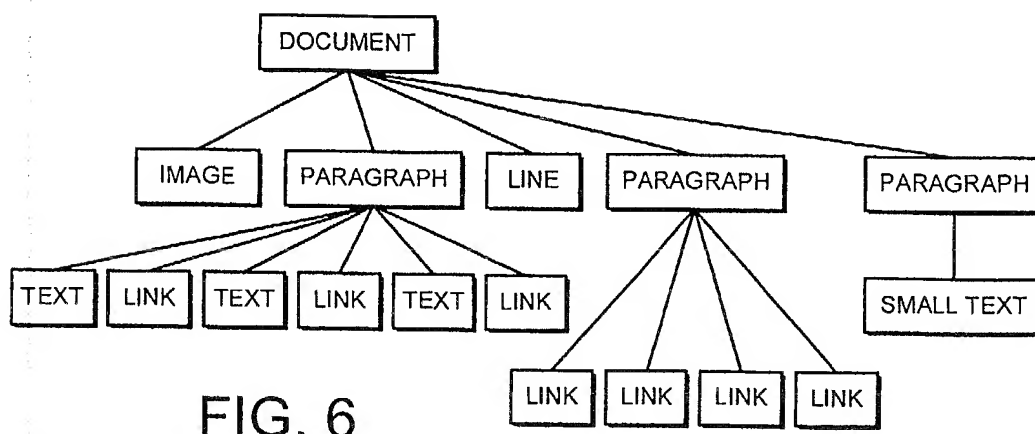 DOCUMENT
IMAGE PARAGRAPH LINE PARAGRAPH PARAGRAPH
TEXT LINK TEXT LINK TEXT LINK SMALL TEXT
LINK LINK LINK LINK
FIG. 6